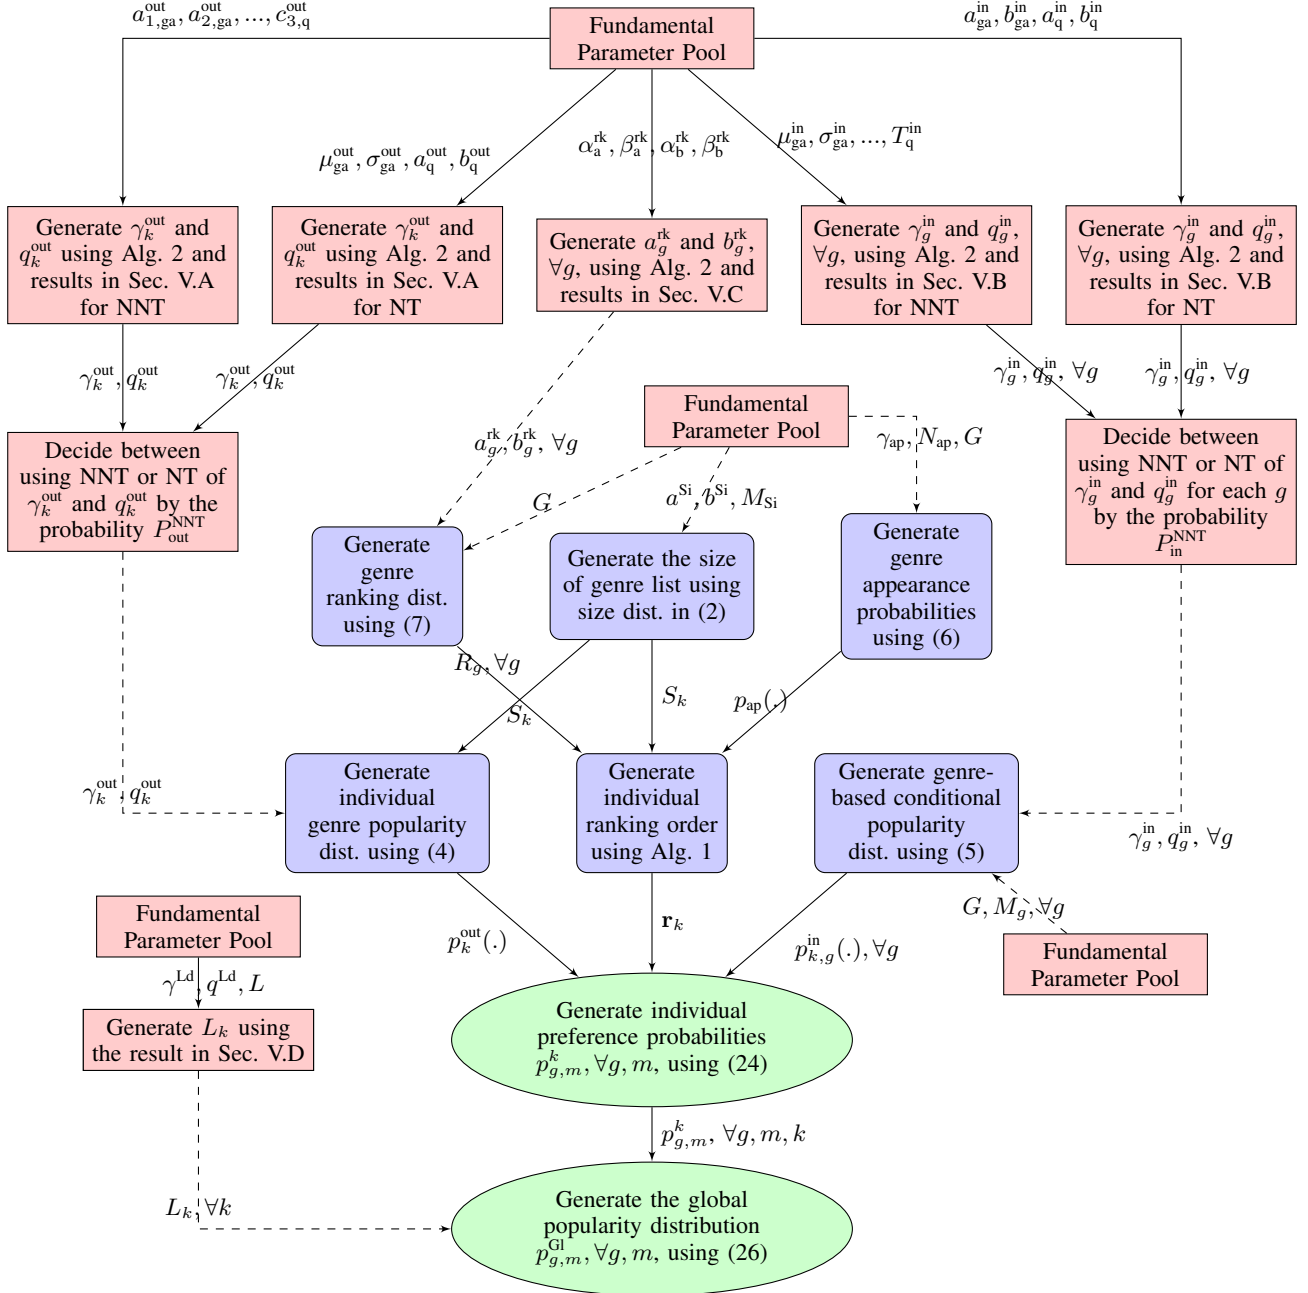 a_{1,ga}^{out}, a_{2,ga}^{out}, ..., c_{3,q}^{out}
Fundamental
Parameter Pool
a_{ga}^{in}, b_{ga}^{in}, a_q^{in}, b_q^{in}
μ_{ga}^{out}, σ_{ga}^{out}, a_q^{out}, b_q^{out}
α_a^{rk}, β_a^{rk}, α_b^{rk}, β_b^{rk}
μ_{ga}^{in}, σ_{ga}^{in}, ..., T_q^{in}
Generate γ_k^{out} and
q_k^{out} using Alg. 2 and
results in Sec. V.A
for NNT
Generate γ_k^{out} and
q_k^{out} using Alg. 2 and
results in Sec. V.A
for NT
Generate a_g^{rk} and b_g^{rk},
∀g, using Alg. 2 and
results in Sec. V.C
Generate γ_g^{in} and q_g^{in},
∀g, using Alg. 2 and
results in Sec. V.B
for NNT
Generate γ_g^{in} and q_g^{in},
∀g, using Alg. 2 and
results in Sec. V.B
for NT
γ_k^{out}, q_k^{out}
γ_k^{out}, q_k^{out}
γ_g^{in}, q_g^{in}, ∀g
γ_g^{in}, q_g^{in}, ∀g
Fundamental
Parameter Pool
Decide between
using NNT or NT of
γ_k^{out} and q_k^{out} by the
probability P_{out}^{NNT}
a_g^{rk}, b_g^{rk}, ∀g
G
a^{Si}, b^{Si}, M_{Si}
γ_{ap}, N_{ap}, G
Decide between
using NNT or NT of
γ_g^{in} and q_g^{in} for each g
by the probability
P_{in}^{NNT}
Generate
genre
ranking dist.
using (7)
Generate the size
of genre list using
size dist. in (2)
Generate
genre
appearance
probabilities
using (6)
R_g, ∀g
S_k
S_k
p_{ap}(.)
γ_k^{out}, q_k^{out}
Generate
individual
genre popularity
dist. using (4)
Generate
individual
ranking order
using Alg. 1
Generate genre-
based conditional
popularity
dist. using (5)
γ_g^{in}, q_g^{in}, ∀g
Fundamental
Parameter Pool
p_k^{out}(.)
r_k
p_{k,g}^{in}(.), ∀g
G, M_g, ∀g
Fundamental
Parameter Pool
γ^{Ld}, q^{Ld}, L
Generate L_k using
the result in Sec. V.D
Generate individual
preference probabilities
p_{g,m}^k, ∀g, m, using (24)
p_{g,m}^k, ∀g, m, k
L_k, ∀k
Generate the global
popularity distribution
p_{g,m}^{Gl}, ∀g, m, using (26)